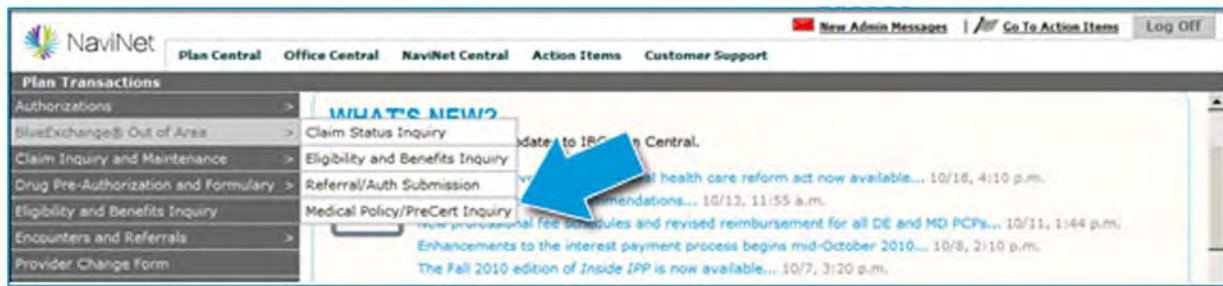 New Admin Messages | Go To Action Items Log Off
NaviNet
Plan Central Office Central NaviNet Central Action Items Customer Support
Plan Transactions
Authorizations >
BlueExchange® Out of Area >
Claim Inquiry and Maintenance >
Drug Pre-Authorization and Formulary >
Eligibility and Benefits Inquiry
Encounters and Referrals >
Provider Change Form
Claim Status Inquiry
Eligibility and Benefits Inquiry
Referral/Auth Submission
Medical Policy/PreCert Inquiry
WHAT'S NEW?
to IBC Central.
health care reform act now available... 10/18, 4:10 p.m.
10/13, 11:55 a.m.
New professional fee schedules and revised reimbursement for all DE and MD PCPs... 10/11, 1:44 p.m.
Enhancements to the interest payment process begins mid-October 2010... 10/8, 2:10 p.m.
The Fall 2010 edition of Inside IPP is now available... 10/7, 3:20 p.m.